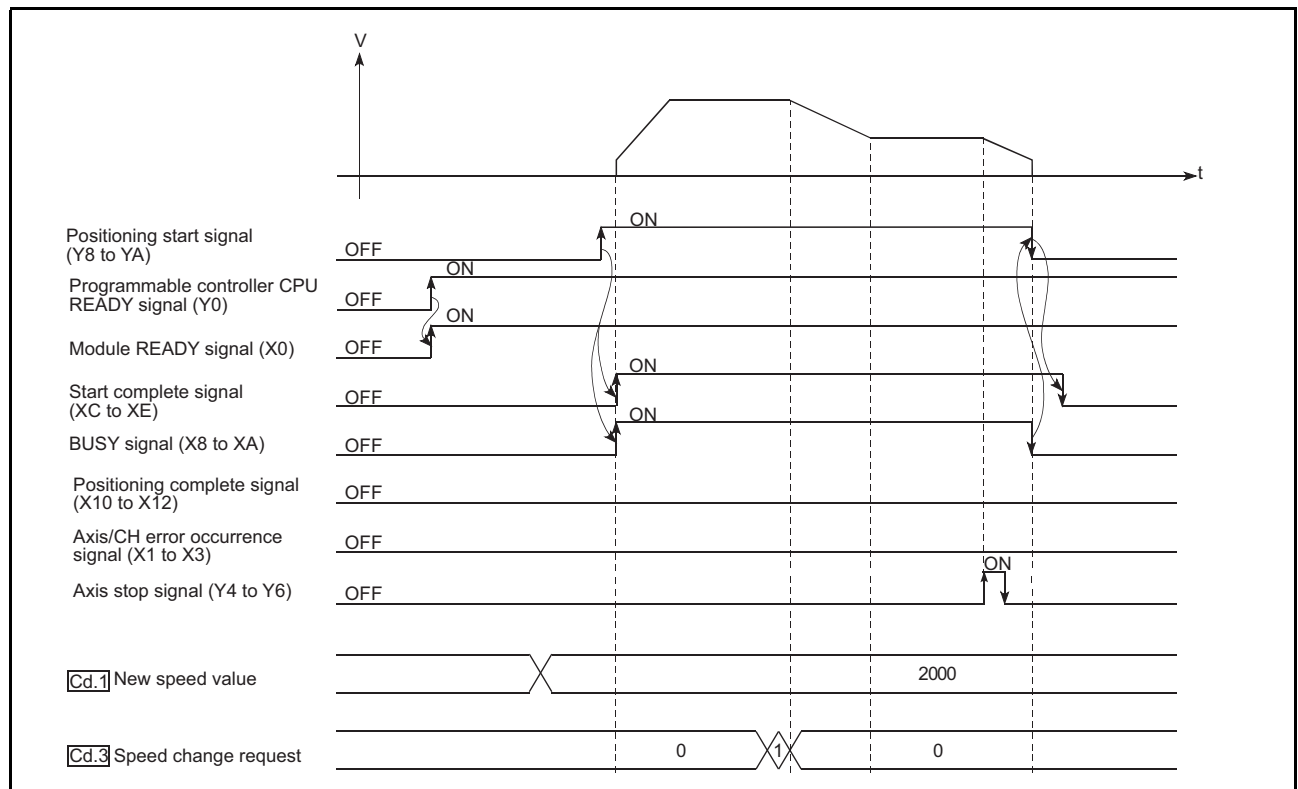 V
t
Positioning start signal
(Y8 to YA)
OFF
ON
Programmable controller CPU
READY signal (Y0)
OFF
ON
Module READY signal (X0)
OFF
ON
Start complete signal
(XC to XE)
OFF
ON
BUSY signal (X8 to XA)
OFF
ON
Positioning complete signal
(X10 to X12)
OFF
Axis/CH error occurrence
signal (X1 to X3)
OFF
Axis stop signal (Y4 to Y6)
OFF
ON
Cd.1 New speed value
2000
Cd.3 Speed change request
0
1
0